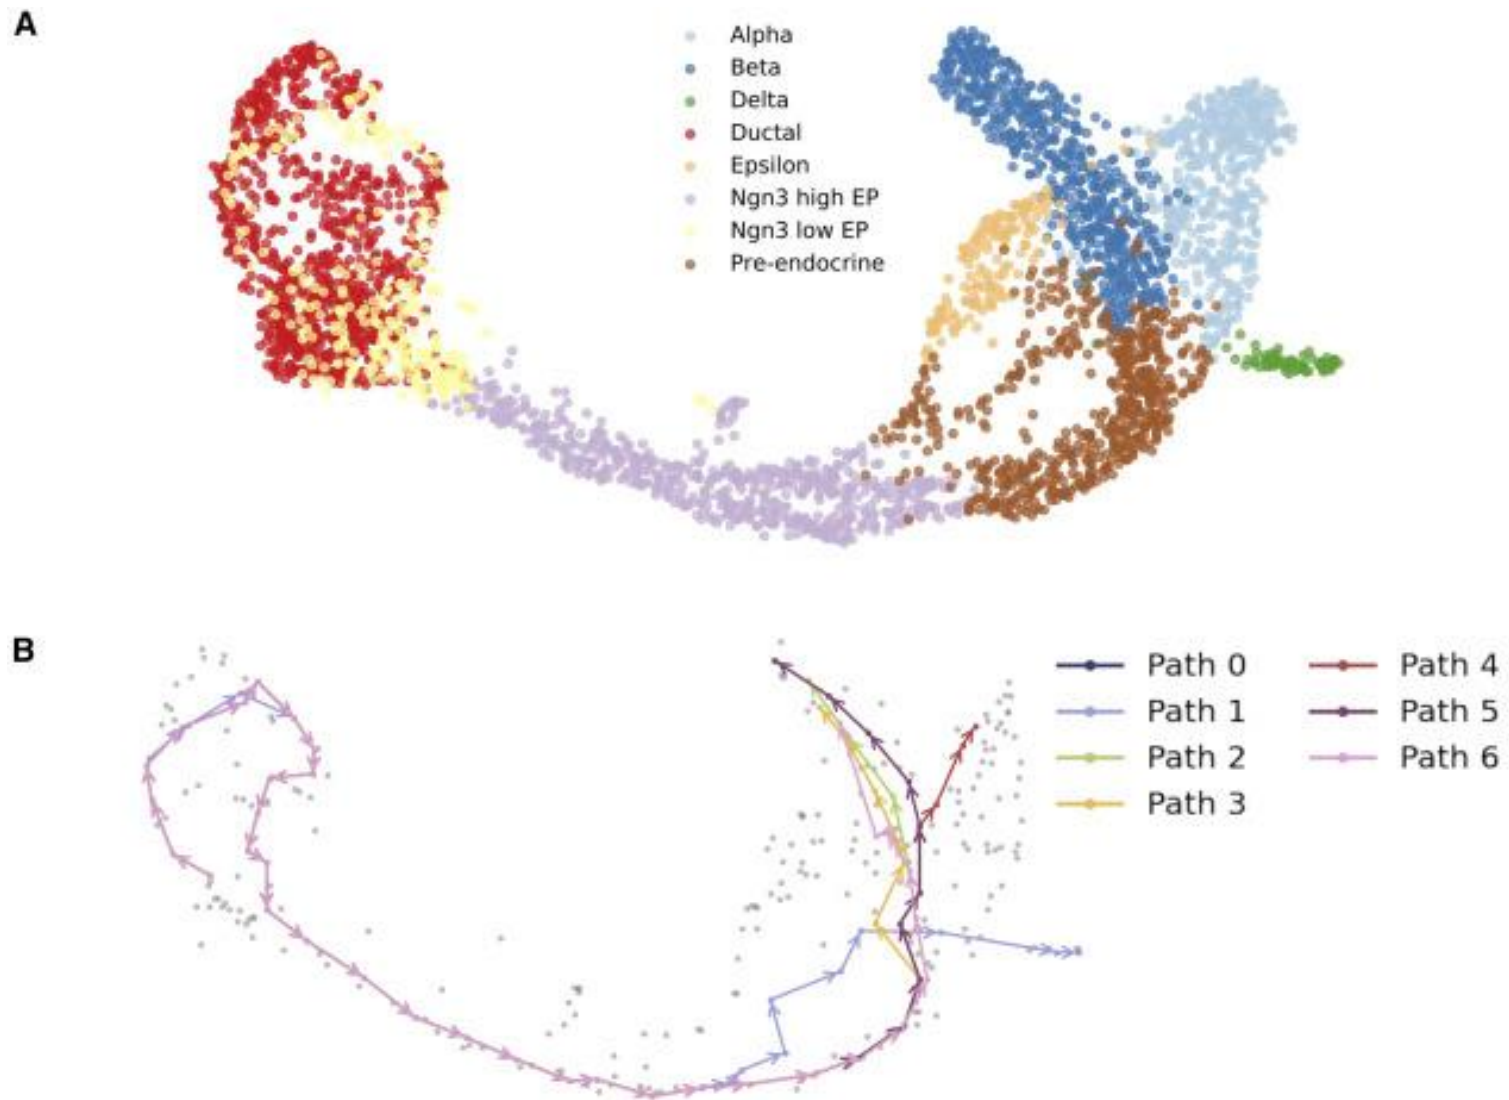 A
Alpha
Beta
Delta
Ductal
Epsilon
Ngn3 high EP
Ngn3 low EP
Pre-endocrine
B
Path 0
Path 1
Path 2
Path 3
Path 4
Path 5
Path 6